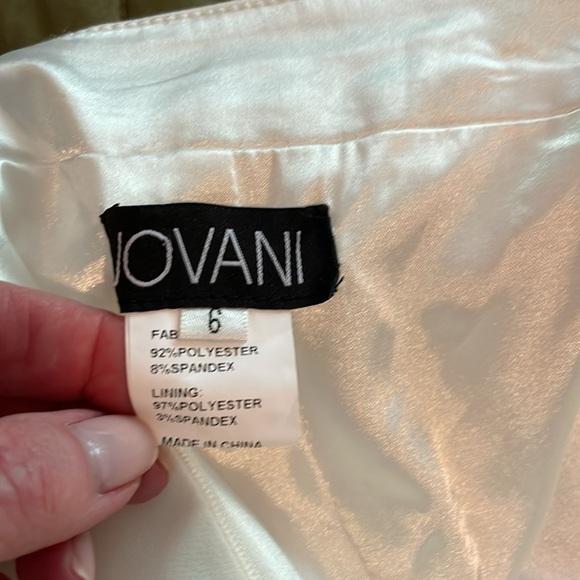 JOVANI
6
FAB
92%POLYESTER
8%SPANDEX
LINING:
97%POLYESTER
3%SPANDEX
MADE IN CHINA